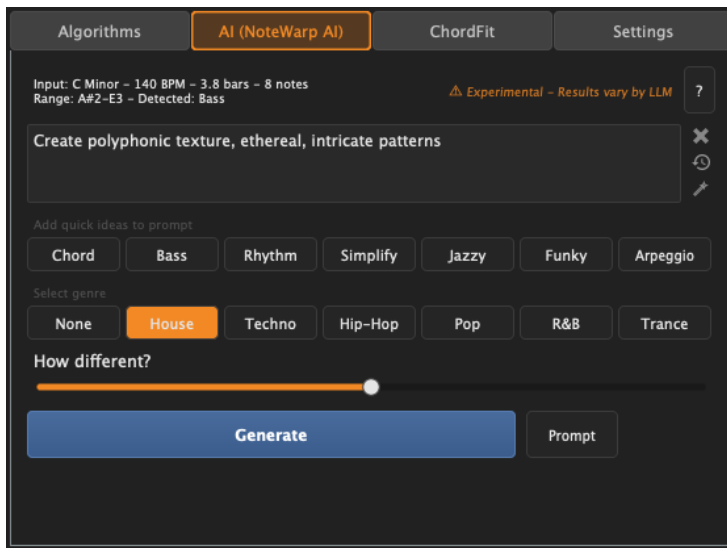 Algorithms
AI (NoteWarp AI)
ChordFit
Settings
Input: C Minor – 140 BPM – 3.8 bars – 8 notes
Range: A#2–E3 – Detected: Bass
⚠ Experimental – Results vary by LLM
?
Create polyphonic texture, ethereal, intricate patterns
Add quick ideas to prompt
Chord
Bass
Rhythm
Simplify
Jazzy
Funky
Arpeggio
Select genre
None
House
Techno
Hip-Hop
Pop
R&B
Trance
How different?
Generate
Prompt